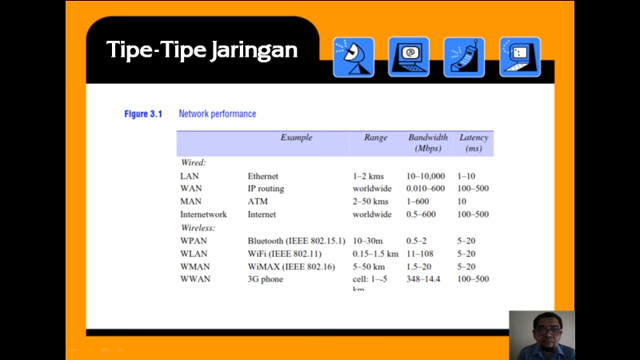 Tipe-Tipe Jaringan
Figure 3.1 Network performance
Example Range Bandwidth (Mbps) Latency (ms)
Wired:
LAN Ethernet 1–2 kms 10–10,000 1–10
WAN IP routing worldwide 0.010–600 100–500
MAN ATM 2–50 kms 1–600 10
Internetwork Internet worldwide 0.5–600 100–500
Wireless:
WPAN Bluetooth (IEEE 802.15.1) 10–30m 0.5–2 5–20
WLAN WiFi (IEEE 802.11) 0.15–1.5 km 11–108 5–20
WMAN WiMAX (IEEE 802.16) 5–50 km 1.5–20 5–20
WWAN 3G phone cell: 1–-5 km 348–14.4 100–500